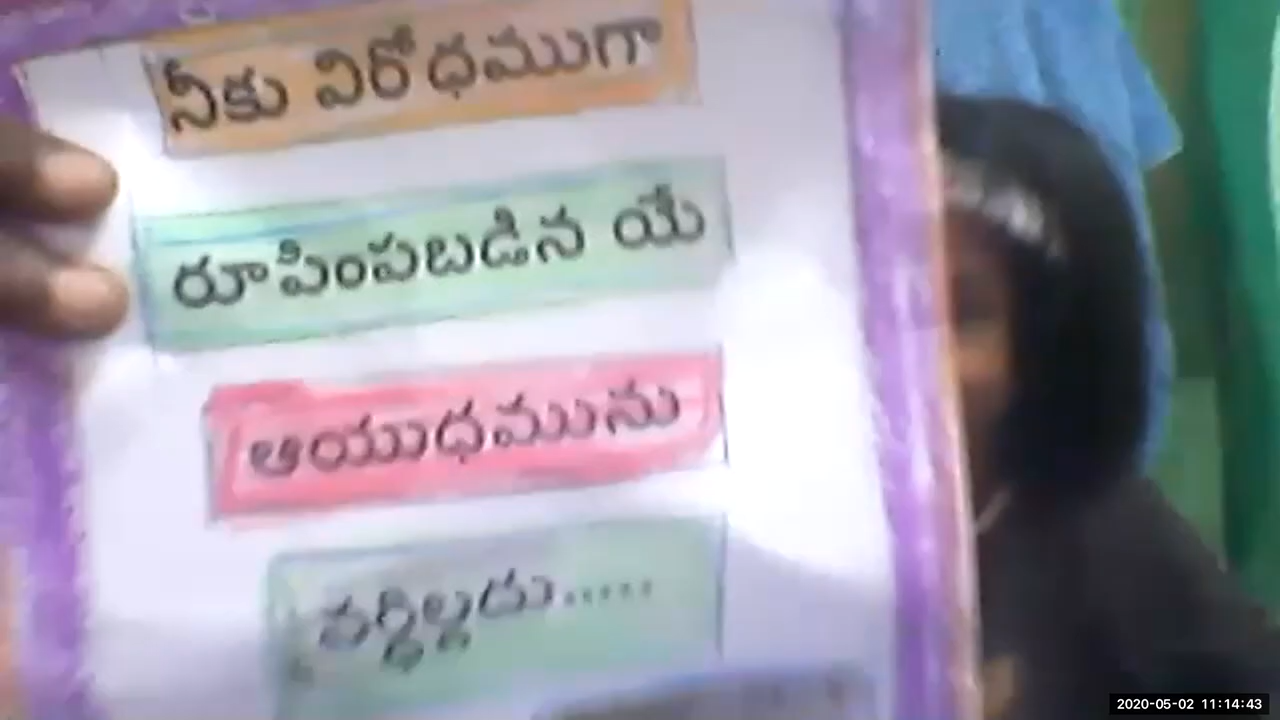 నీకు విరోధముగా
రూపింపబడిన యే
ఆయుధమును
వర్ధిల్లదు.....
2020-05-02 11:14:43